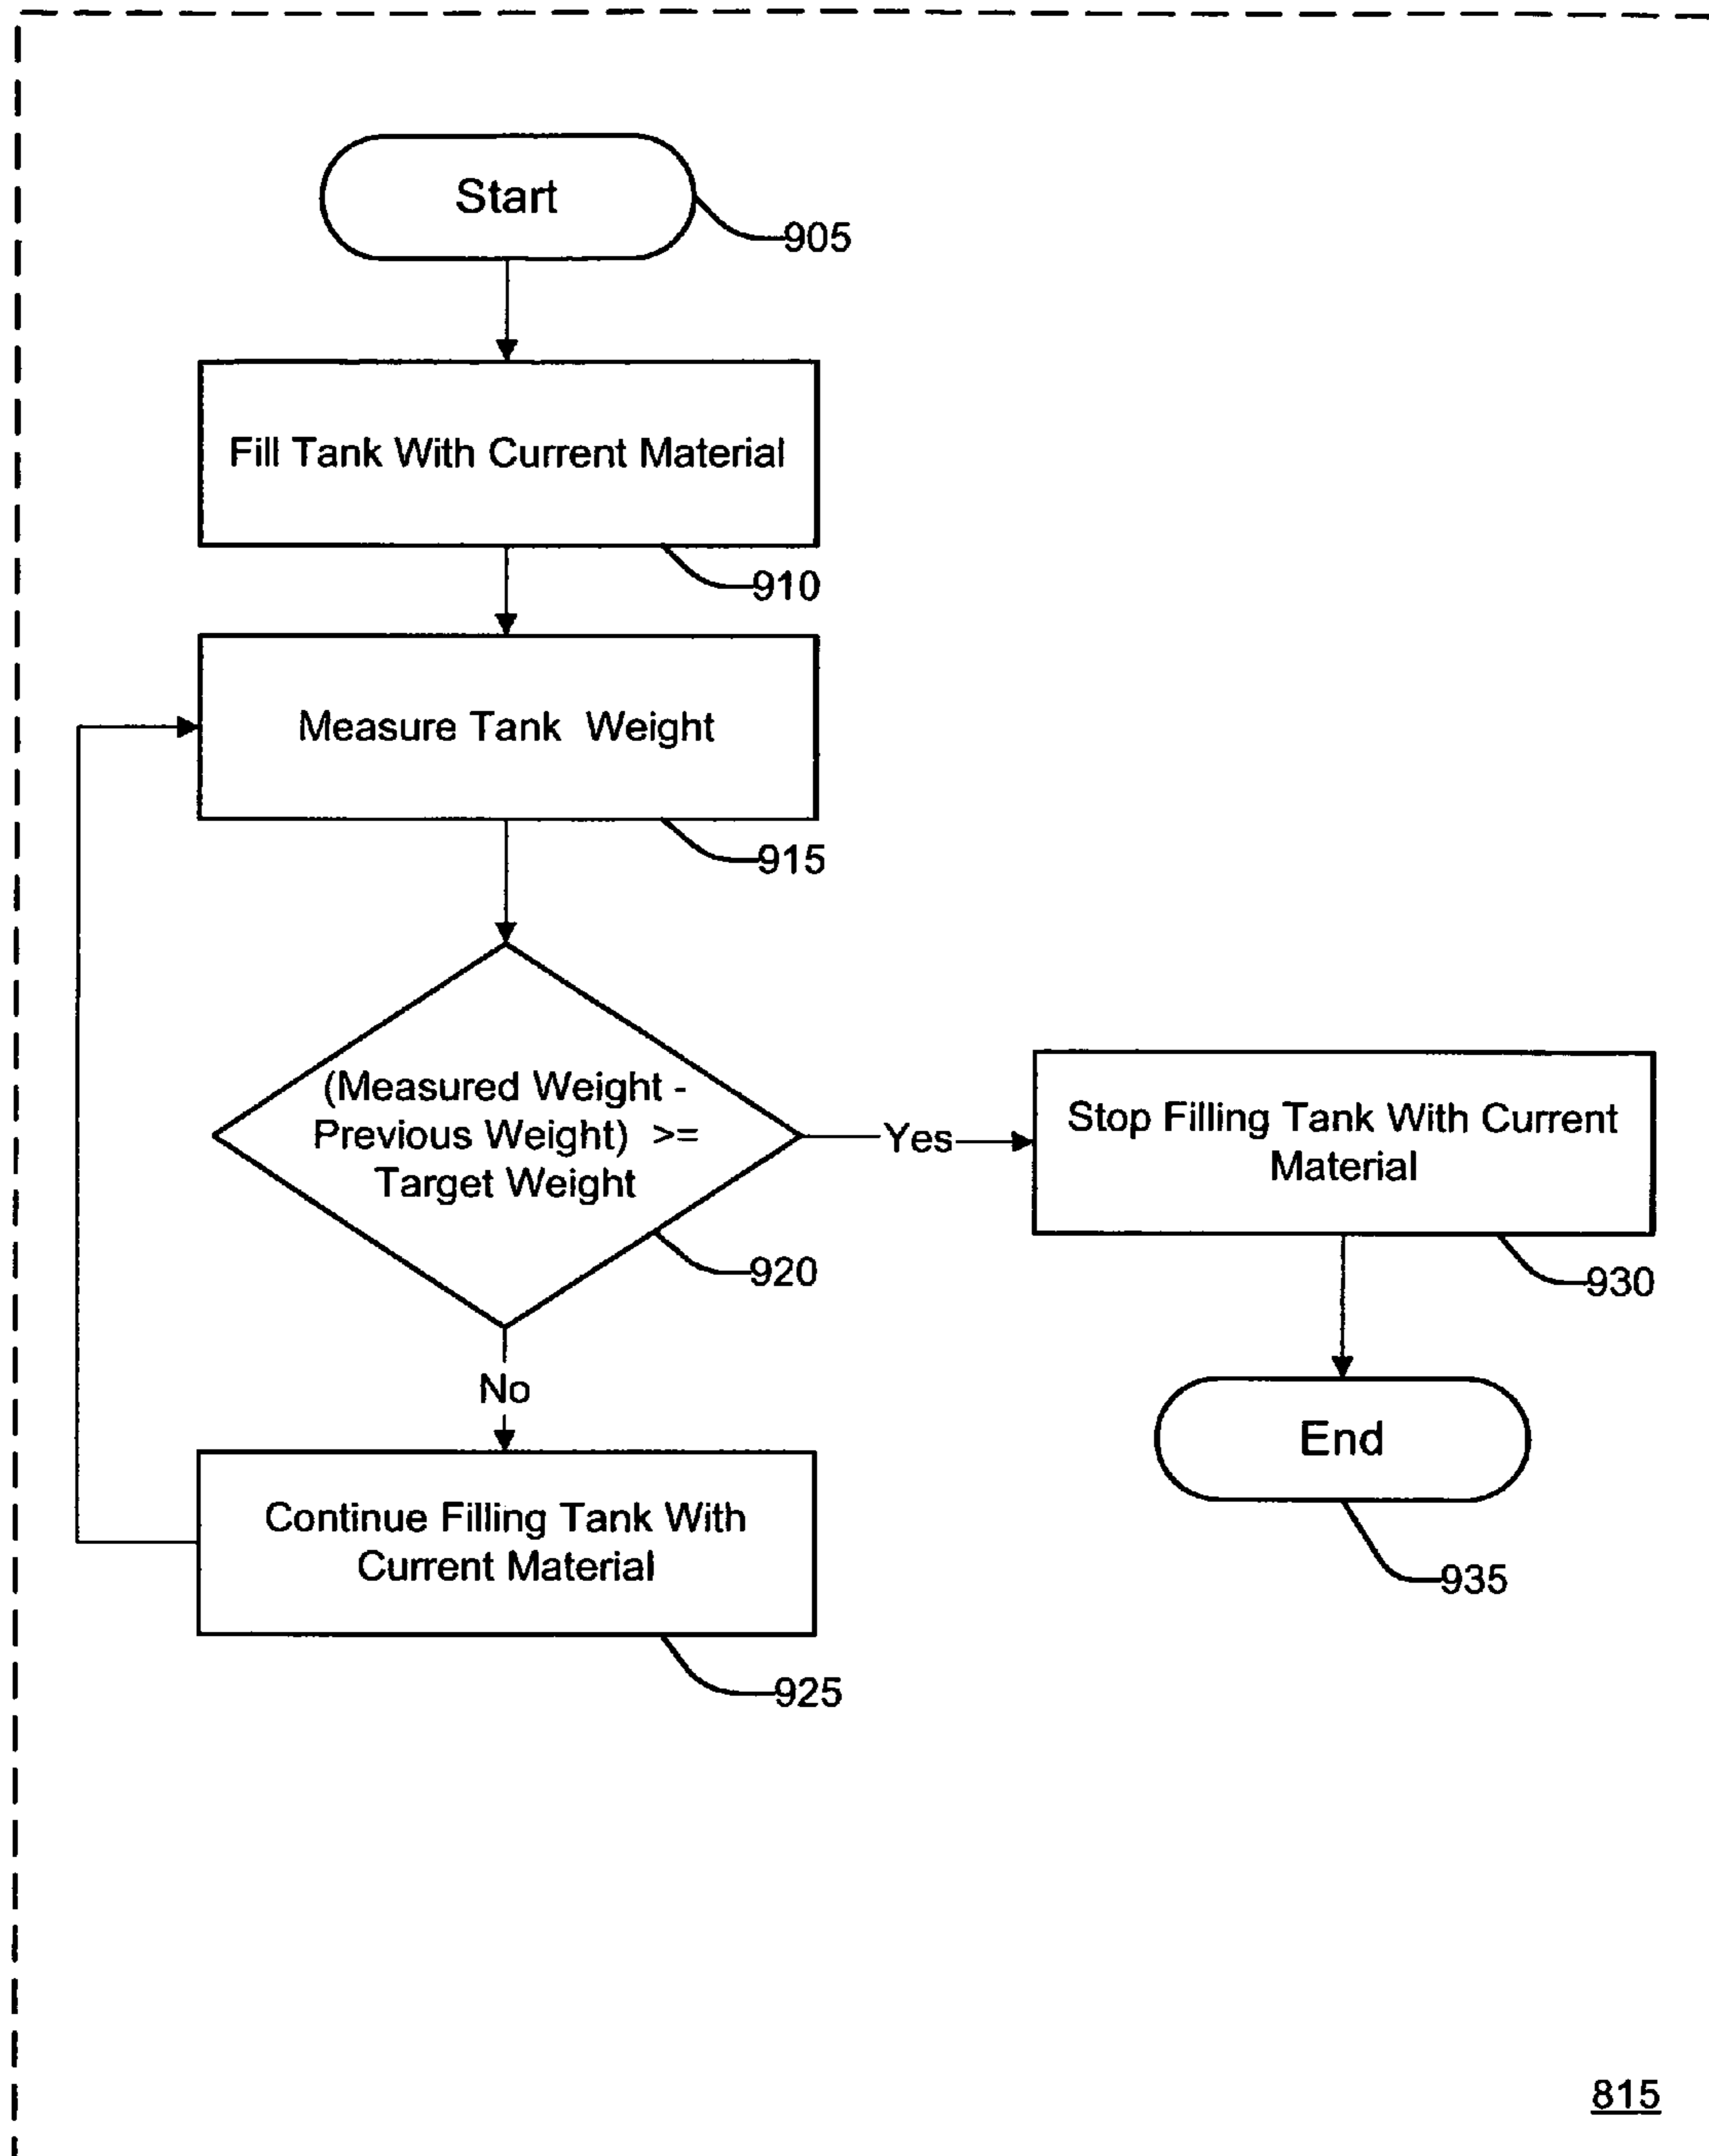 Start
905
Fill Tank With Current Material
910
Measure Tank Weight
915
(Measured Weight -
Previous Weight) >=
Target Weight
920
Yes
Stop Filling Tank With Current
Material
930
No
End
935
Continue Filling Tank With
Current Material
925
815